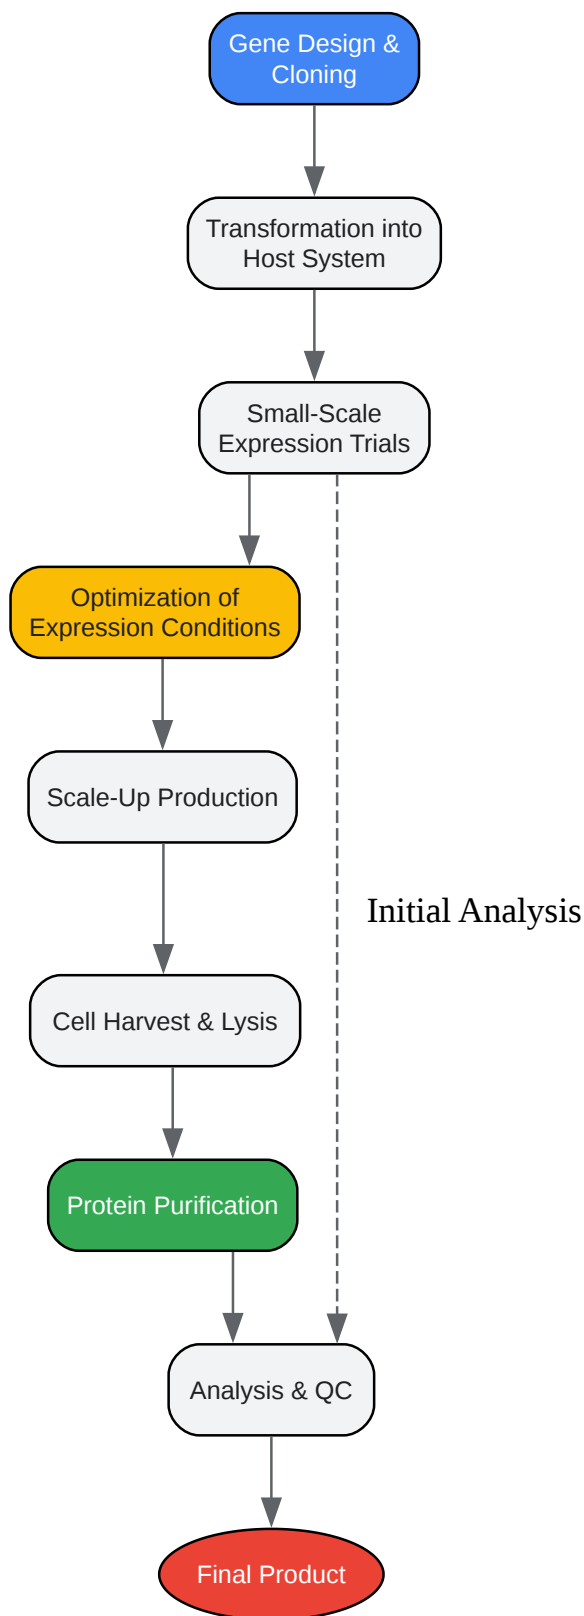 Gene Design &
Cloning
Transformation into
Host System
Small-Scale
Expression Trials
Optimization of
Expression Conditions
Scale-Up Production
Initial Analysis
Cell Harvest & Lysis
Protein Purification
Analysis & QC
Final Product